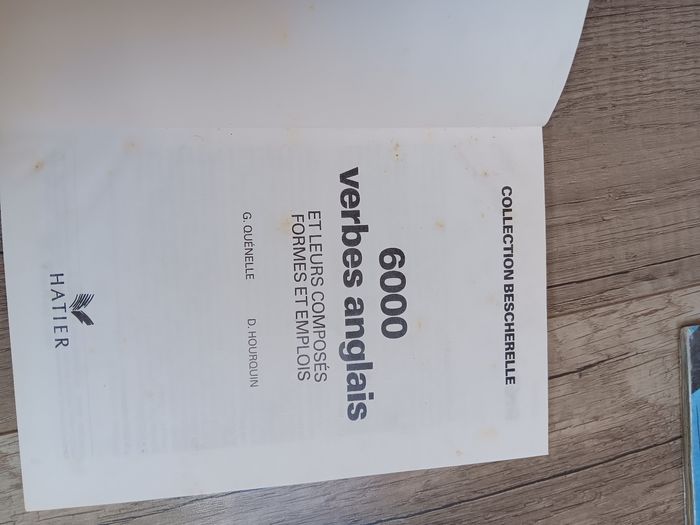 COLLECTION BESCHERELLE
6000
verbes anglais
ET LEURS COMPOSÉS
FORMES ET EMPLOIS
G. QUÉNELLE D. HOURQUIN
HATIER